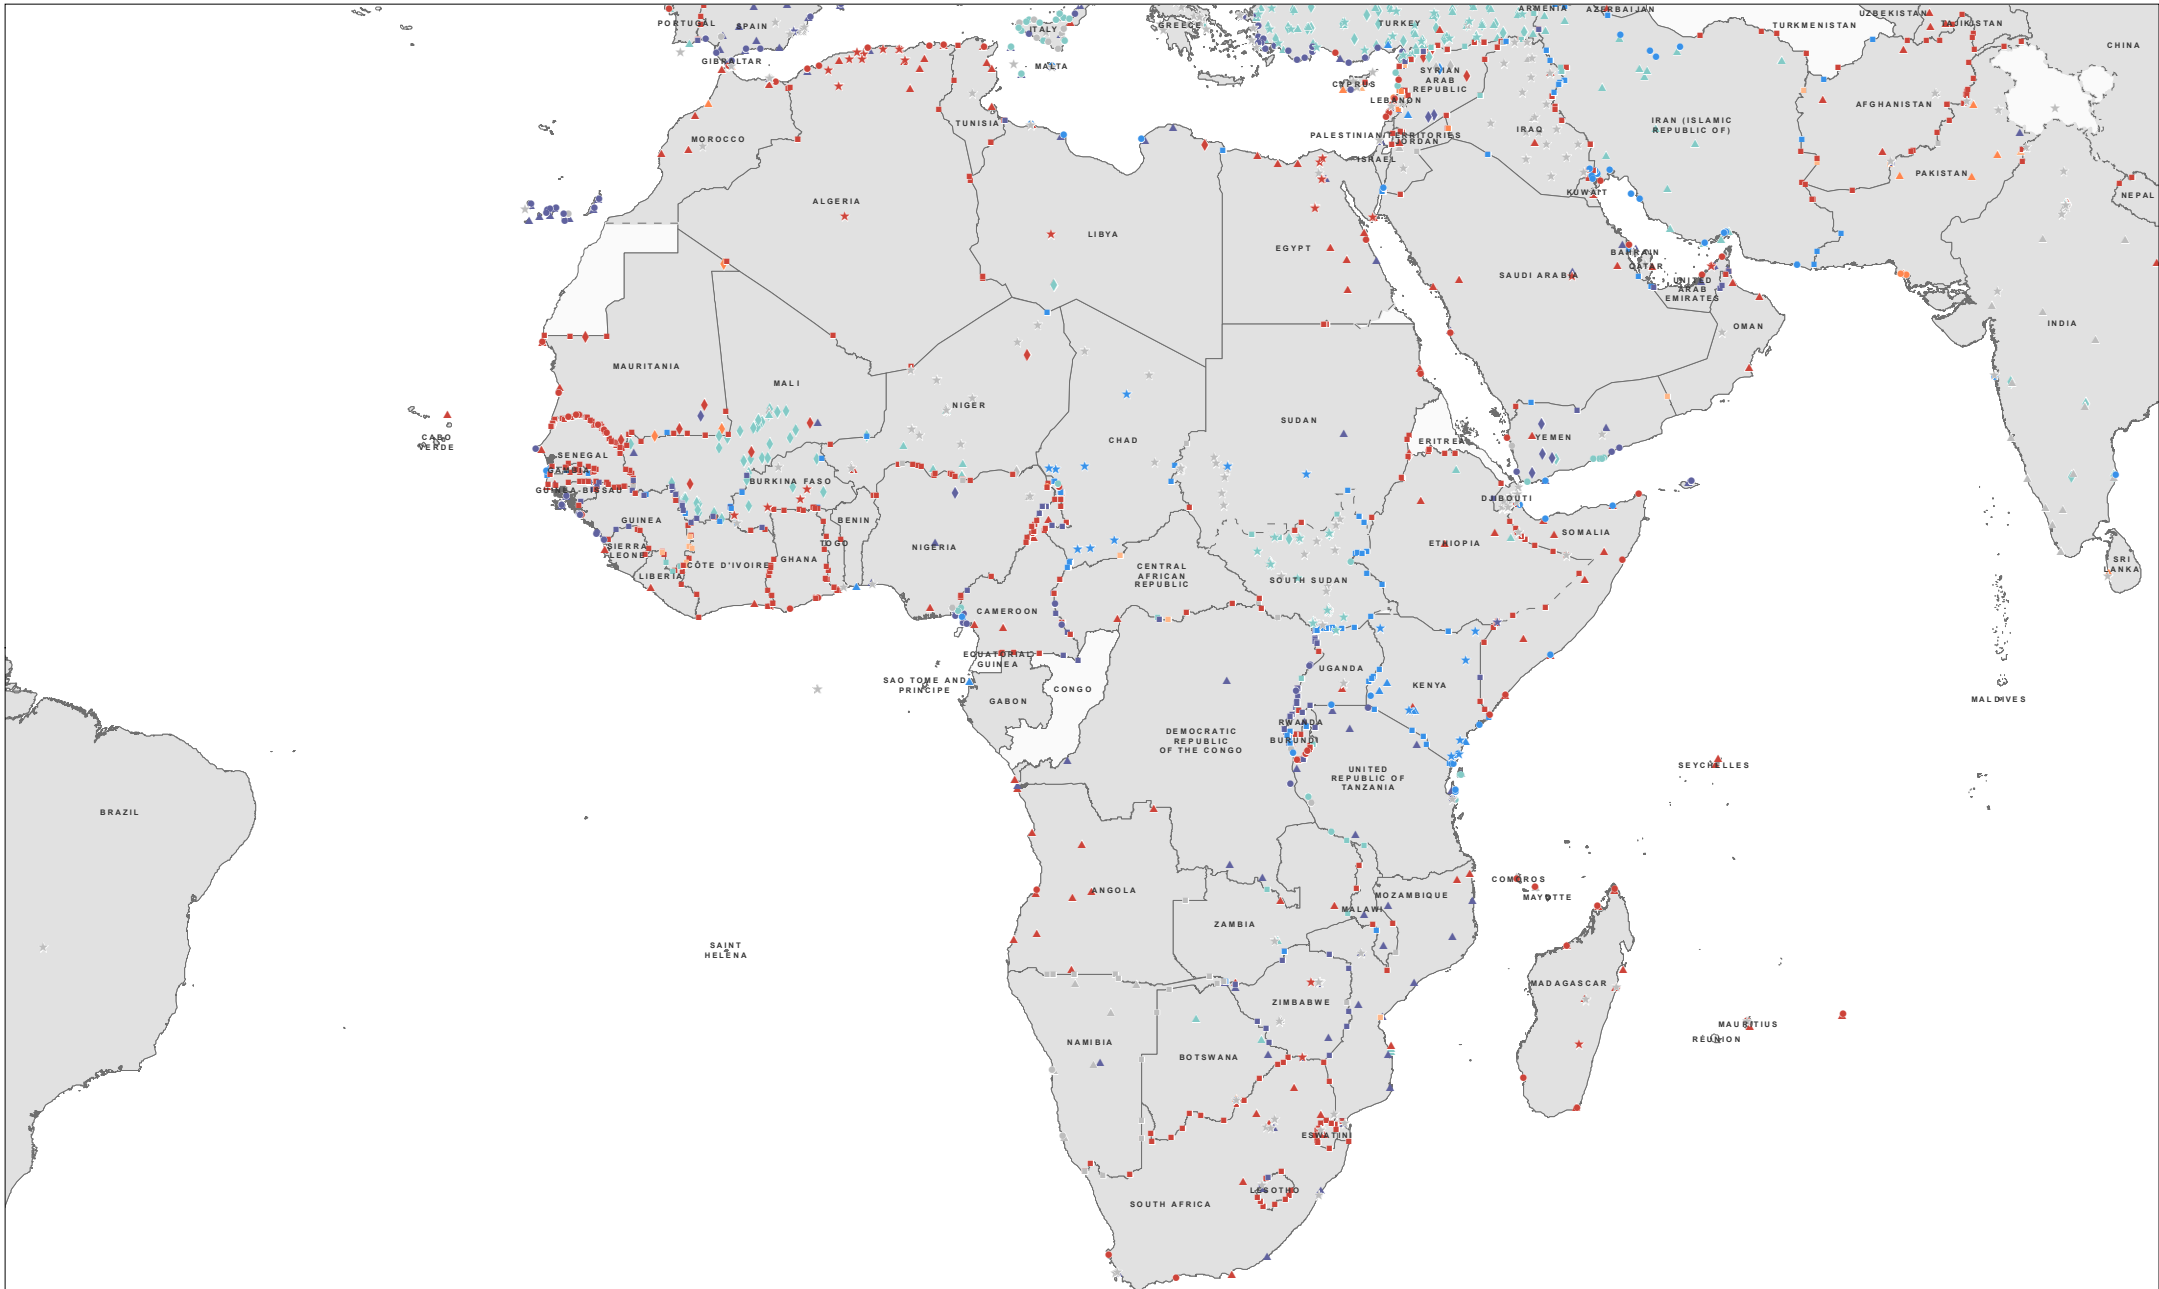 PORTUGAL
SPAIN
GIBRALTAR
ITALY
MALTA
GREECE
TURKEY
ARMENIA
AZERBAIJAN
TURKMENISTAN
UZBEKISTAN
TAJIKISTAN
CHINA
CYPRUS
SYRIAN
ARAB
REPUBLIC
LEBANON
PALESTINIAN TERRITORIES
JORDAN
ISRAEL
IRAQ
IRAN (ISLAMIC
REPUBLIC OF)
AFGHANISTAN
PAKISTAN
NEPAL
KUWAIT
MOROCCO
TUNISIA
ALGERIA
LIBYA
EGYPT
SAUDI ARABIA
BAHRAIN
QATAR
UNITED
ARAB
EMIRATES
OMAN
INDIA
MAURITANIA
MALI
NIGER
CHAD
SUDAN
ERITREA
YEMEN
CABO
VERDE
SENEGAL
GAMBIA
GUINEA-BISSAU
GUINEA
SIERRA
LEONE
LIBERIA
BURKINA FASO
CÔTE D'IVOIRE
GHANA
TOGO
BENIN
NIGERIA
CAMEROON
CENTRAL
AFRICAN
REPUBLIC
SOUTH SUDAN
ETHIOPIA
DJIBOUTI
SOMALIA
SRI
LANKA
MALDIVES
EQUATORIAL
GUINEA
SAO TOME AND
PRINCIPE
GABON
CONGO
DEMOCRATIC
REPUBLIC
OF THE CONGO
UGANDA
KENYA
RWANDA
BURUNDI
UNITED
REPUBLIC OF
TANZANIA
SEYCHELLES
BRAZIL
SAINT
HELENA
ANGOLA
ZAMBIA
MALAWI
MOZAMBIQUE
COMOROS
MAYOTTE
MADAGASCAR
MAURITIUS
RÉUNION
ZIMBABWE
NAMIBIA
BOTSWANA
ESWATINI
LESOTHO
SOUTH AFRICA